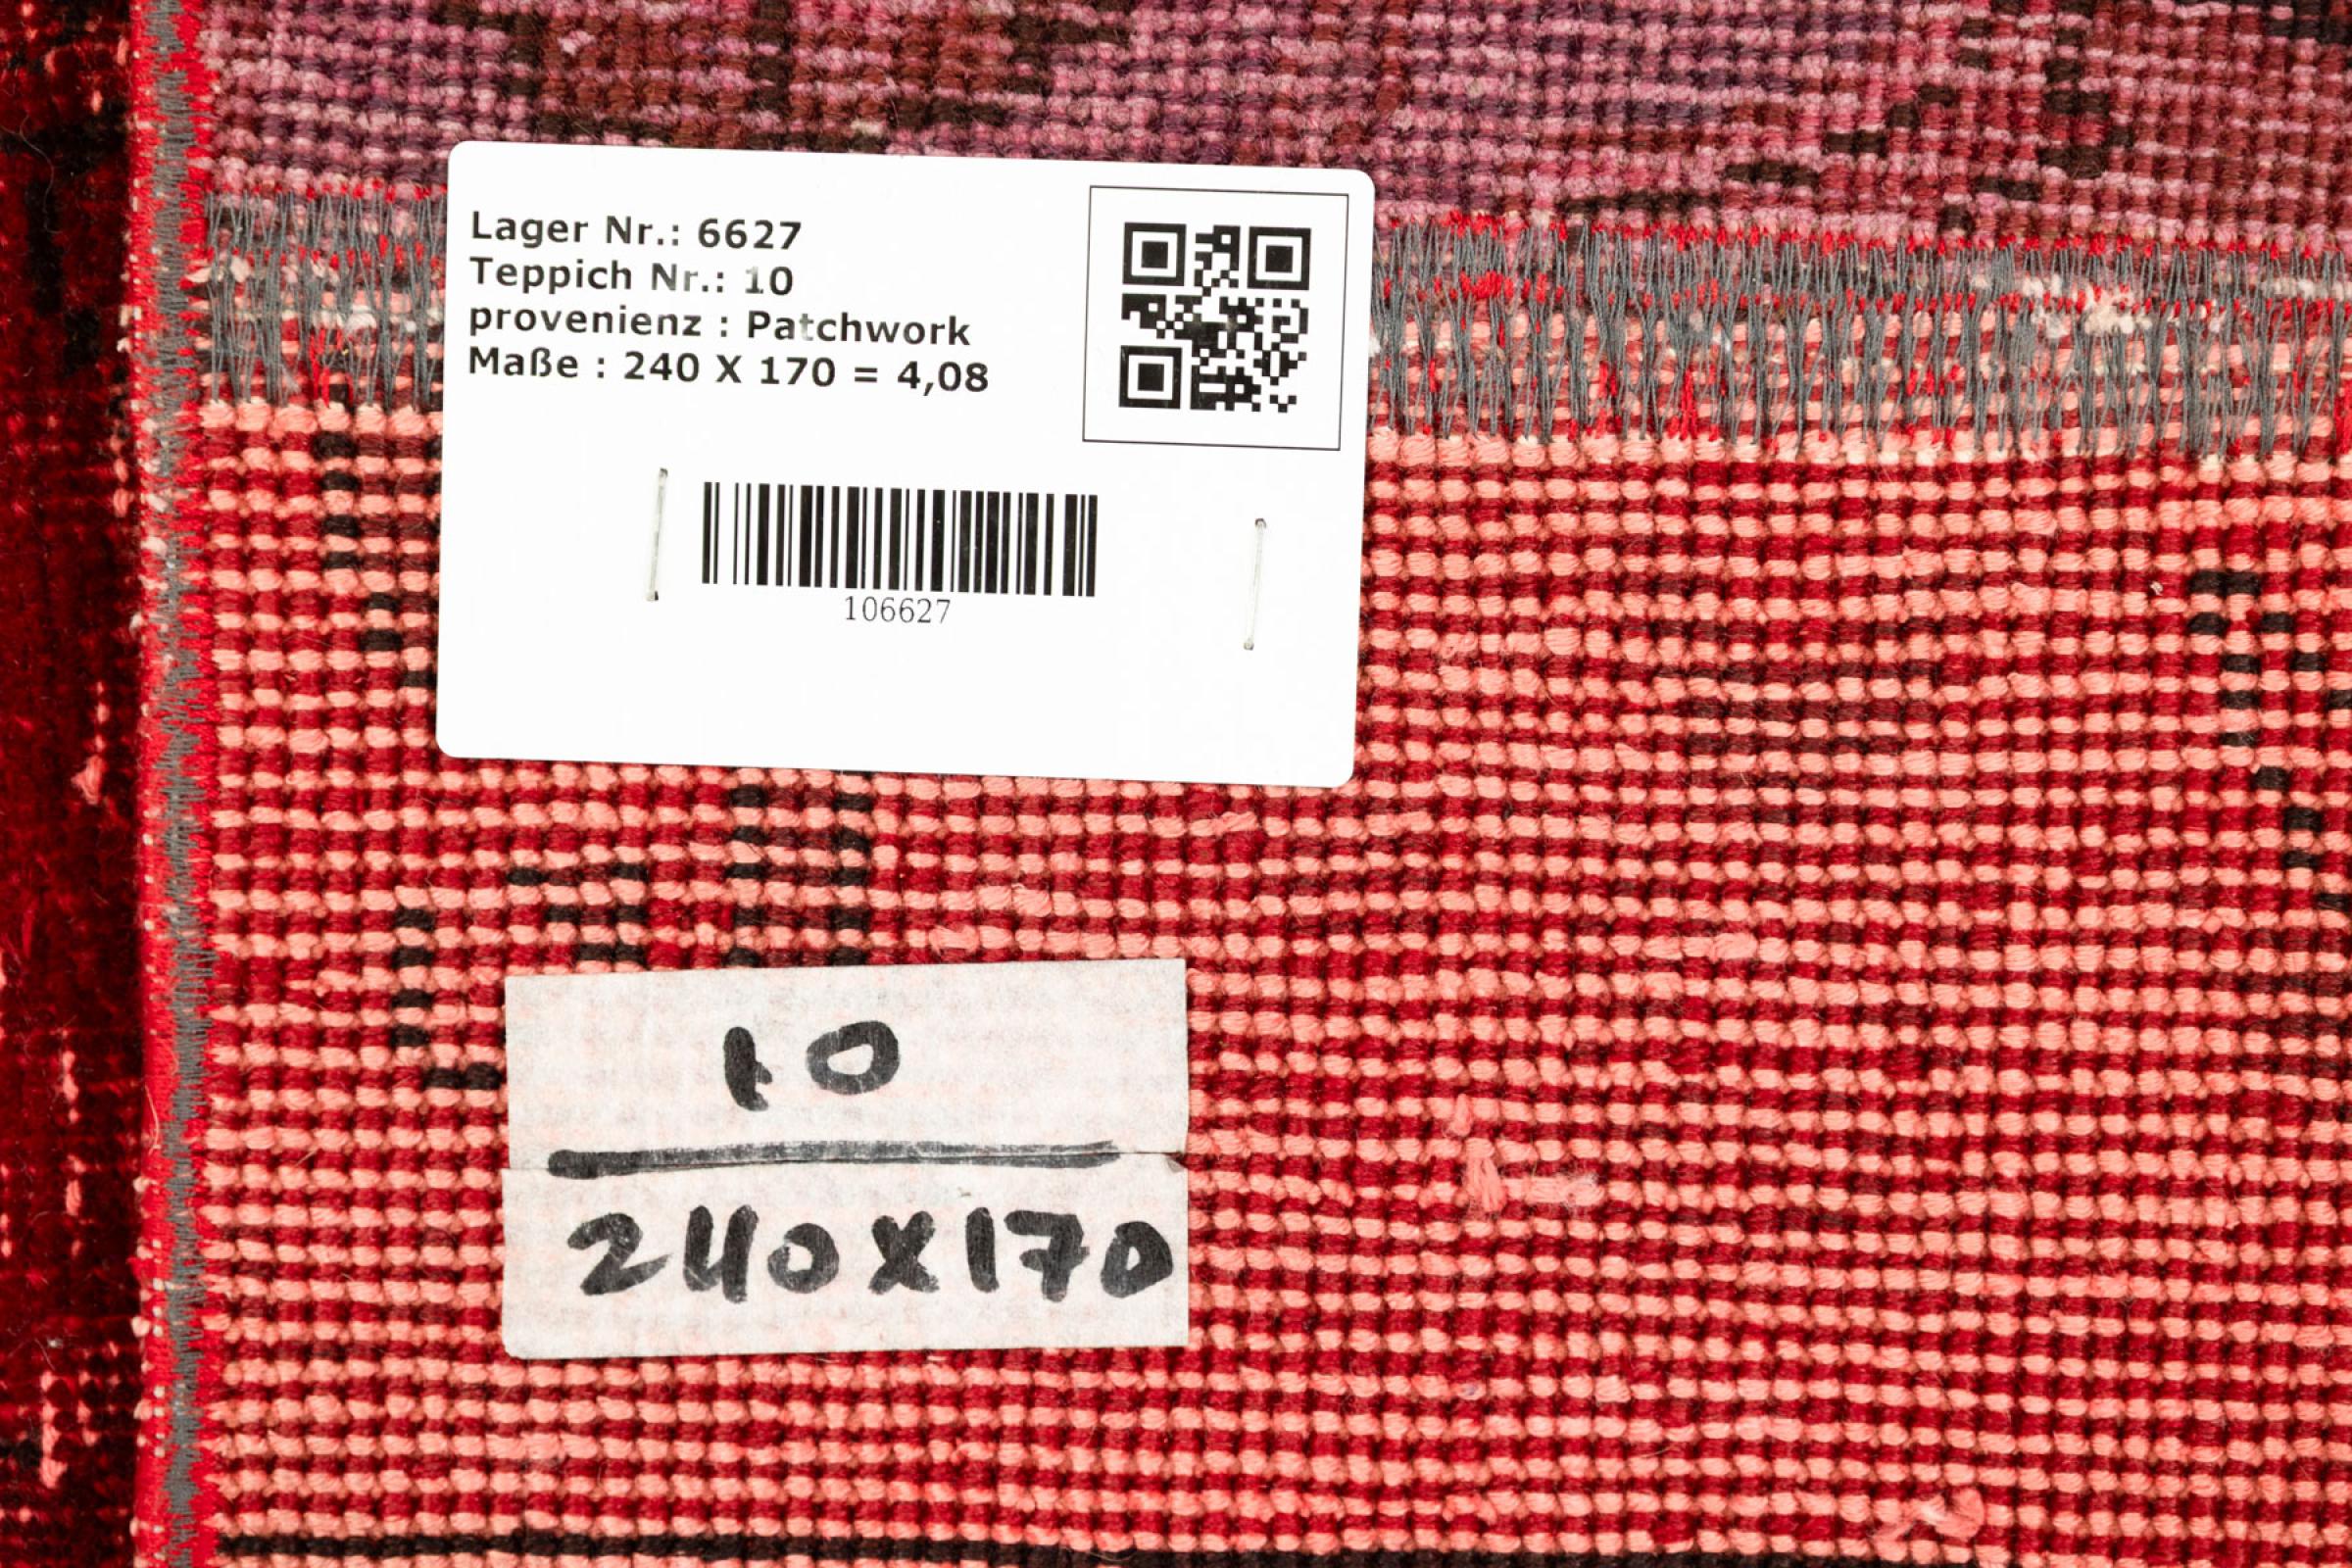 Lager Nr.: 6627
Teppich Nr.: 10
provenienz : Patchwork
Maße : 240 X 170 = 4,08
106627
10
240X170